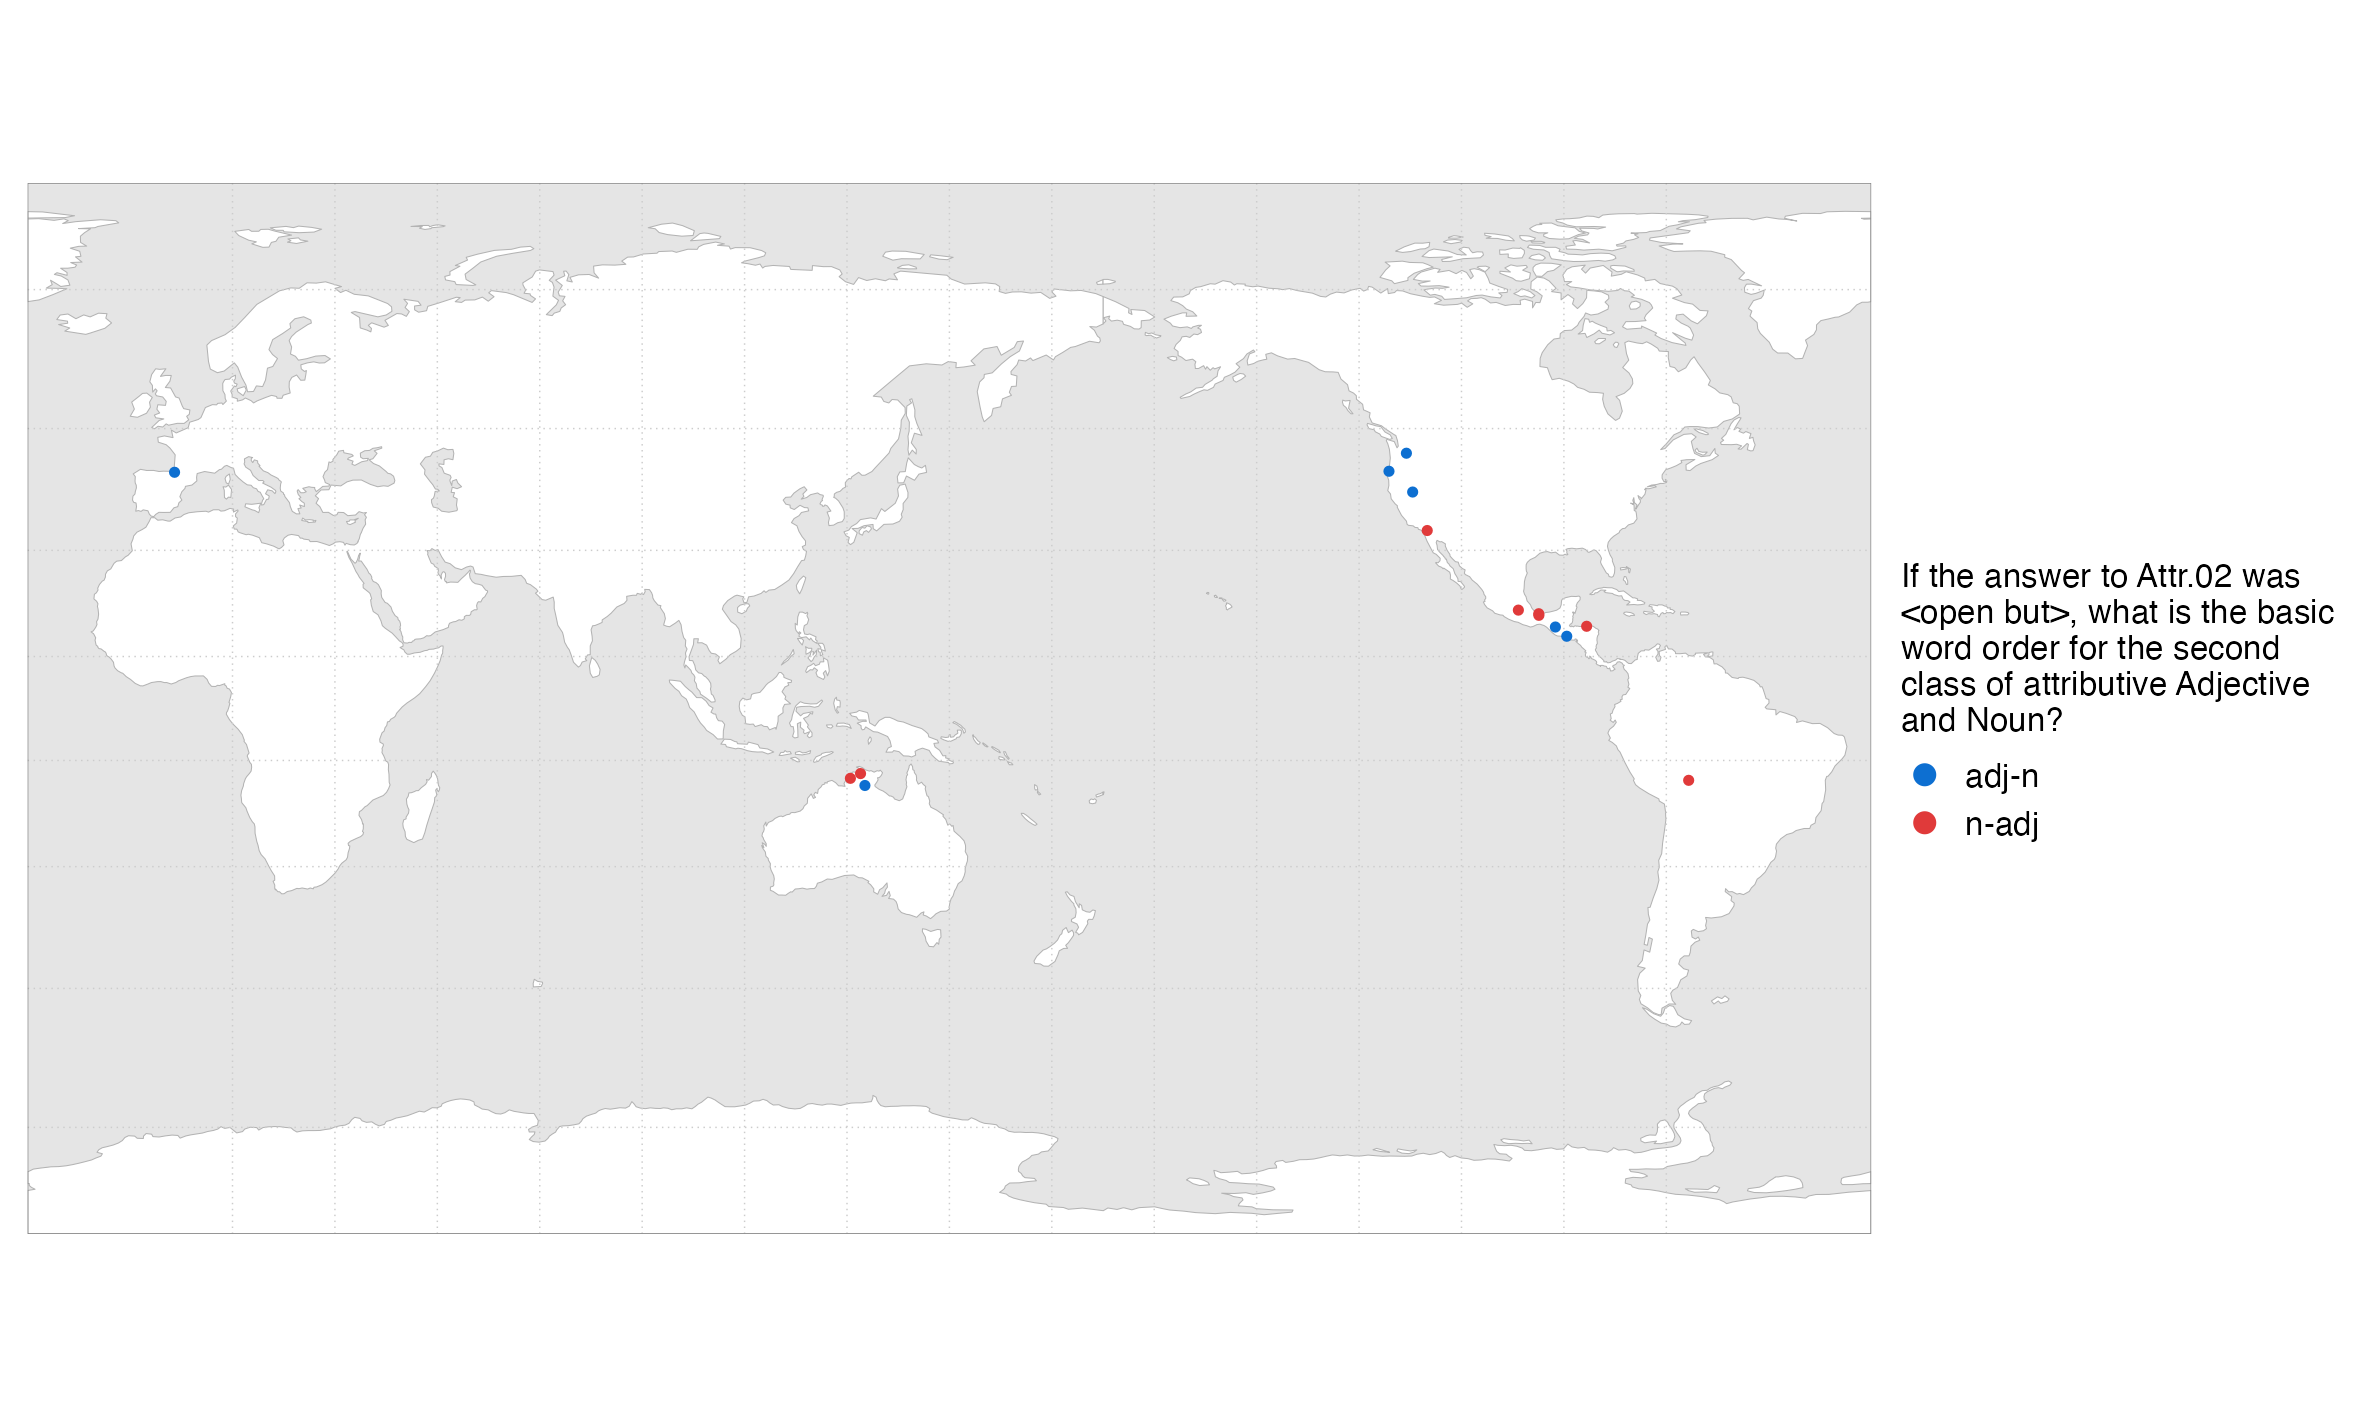 If the answer to Attr.02 was
<open but>, what is the basic
word order for the second
class of attributive Adjective
and Noun?
adj-n
n-adj